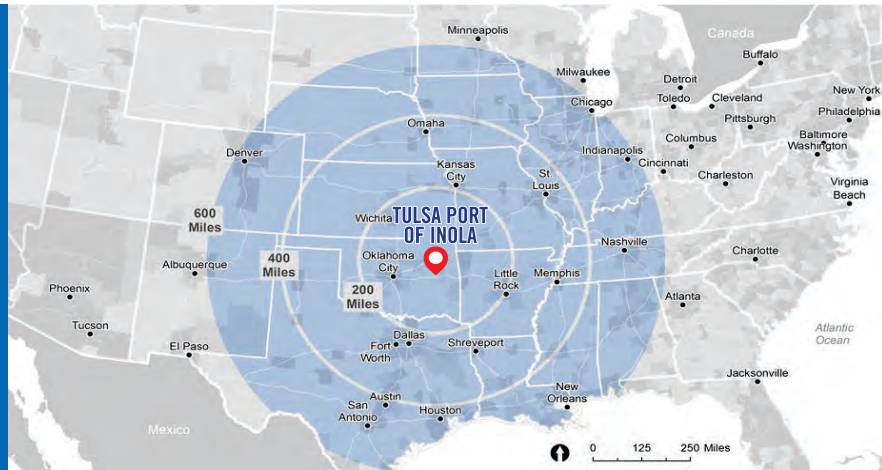 Minneapolis
Canada
Buffalo
Milwaukee
Detroit
New York
Chicago
Toledo
Cleveland
Philadelphia
Omaha
Pittsburgh
Baltimore
Columbus
Washington
Denver
Indianapolis
Cincinnati
Kansas
City
St.
Louis
Charleston
Virginia
Beach
600
Miles
Wichita
TULSA PORT
OF INOLA
Nashville
Charlotte
400
Miles
Albuquerque
Oklahoma
City
Little
Rock
Memphis
200
Miles
Phoenix
Atlanta
Tucson
Dallas
Fort
Worth
Shreveport
El Paso
Atlantic
Ocean
Jacksonville
Austin
San
Antonio
Houston
New
Orleans
Mexico
0 125 250 Miles